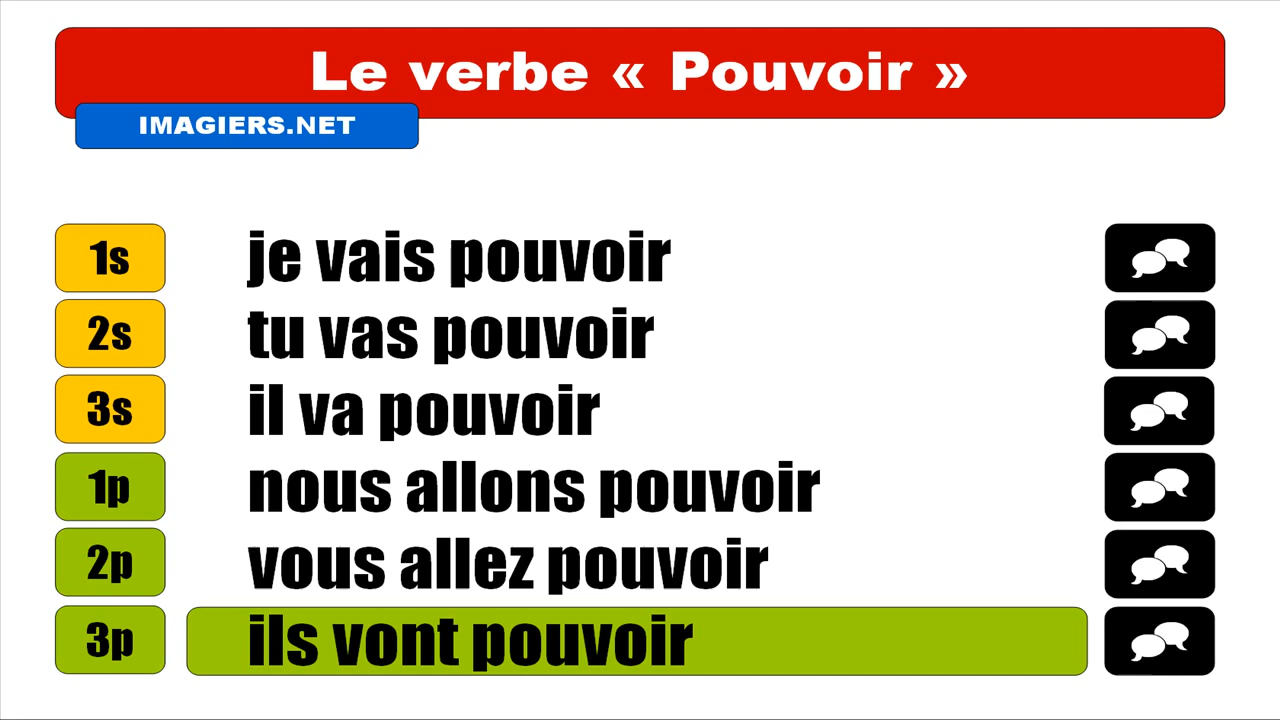 Le verbe « Pouvoir »
IMAGIERS.NET
1s je vais pouvoir
2s tu vas pouvoir
3s il va pouvoir
1p nous allons pouvoir
2p vous allez pouvoir
3p ils vont pouvoir